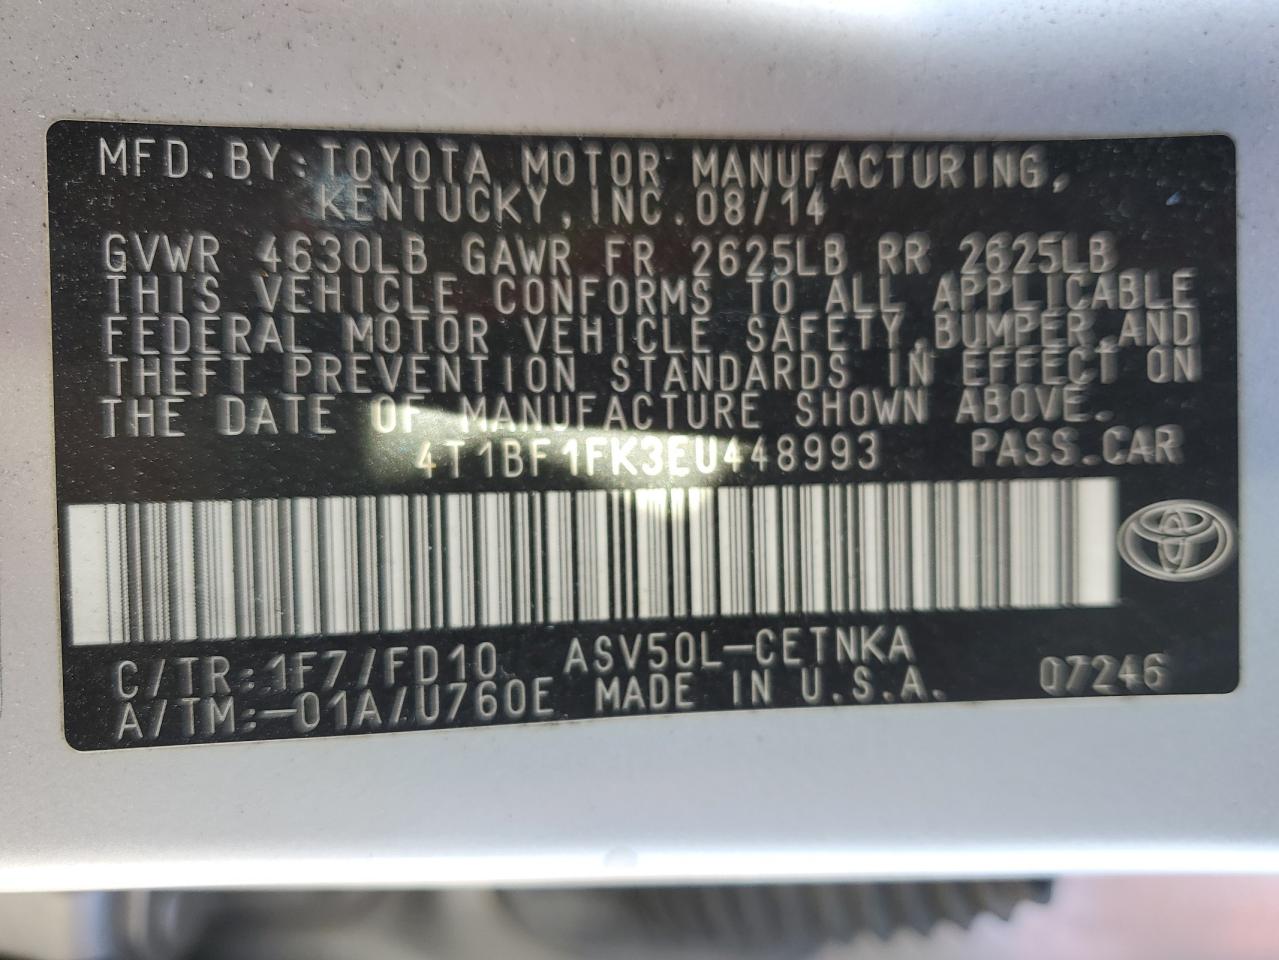 MFD.BY:TOYOTA MOTOR MANUFACTURING,
KENTUCKY,INC.08/14
GVWR 4630LB GAWR FR 2625LB RR 2625LB
THIS VEHICLE CONFORMS TO ALL APPLICABLE
FEDERAL MOTOR VEHICLE SAFETY,BUMPER,AND
THEFT PREVENTION STANDARDS IN EFFECT ON
THE DATE OF MANUFACTURE SHOWN ABOVE.
4T1BF1FK3EU448993 PASS.CAR
C/TR:1F7/FD10 ASV50L-CETNKA
A/TM:-01A/U760E MADE IN U.S.A. 07246